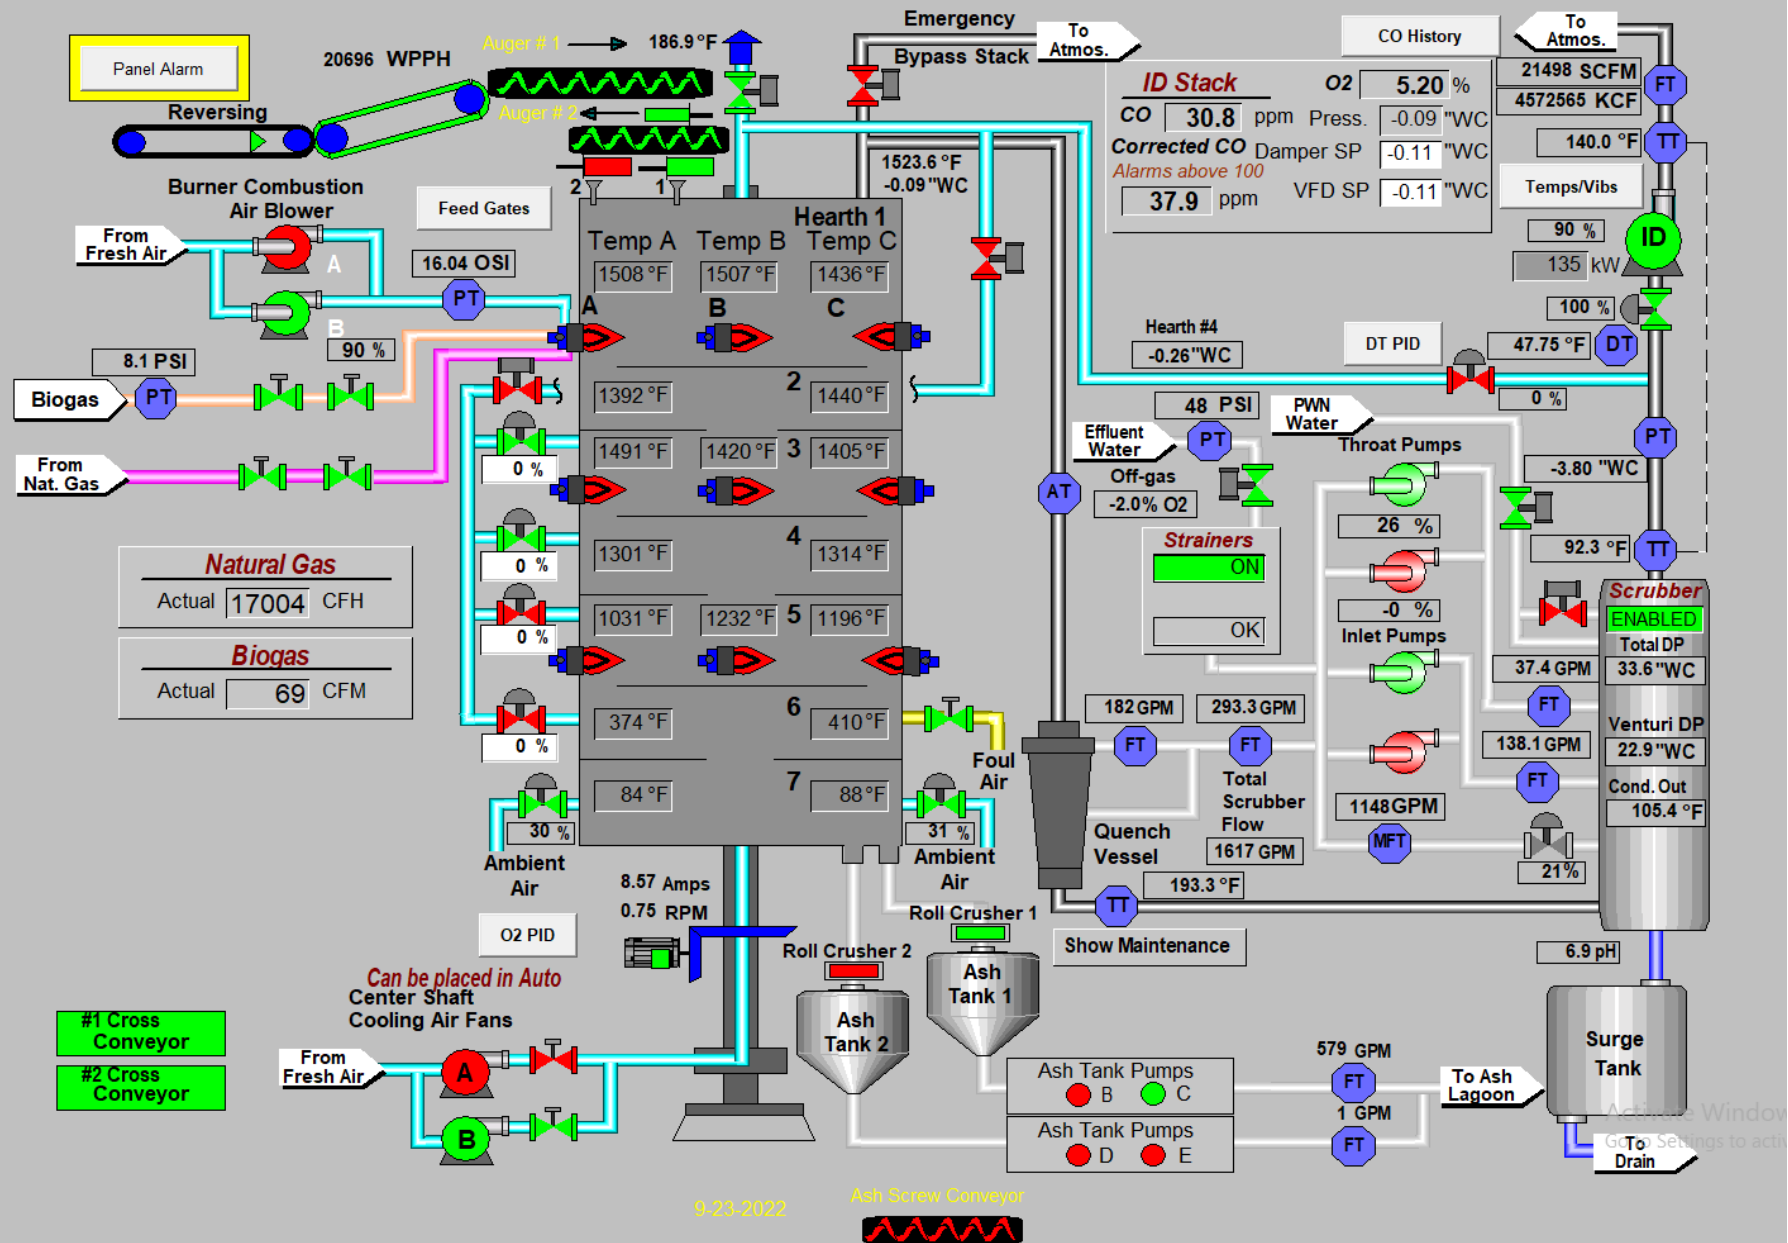 Panel Alarm
20696 WPPH
Reversing
Auger # 1
186.9 °F
Auger # 2
2
1
Emergency
Bypass Stack
To
Atmos.
CO History
To
Atmos.
21498 SCFM
4572565 KCF
FT
140.0 °F
TT
ID Stack
O2 5.20 %
CO 30.8 ppm
Press. -0.09 "WC
Corrected CO
Damper SP -0.11 "WC
Alarms above 100
37.9 ppm
VFD SP -0.11 "WC
Temps/Vibs
90 %
ID
135 kW
100 %
47.75 °F
DT
DT PID
0 %
1523.6 °F
-0.09 "WC
Burner Combustion
Air Blower
Feed Gates
From
Fresh Air
A
B
16.04 OSI
PT
90 %
8.1 PSI
Biogas
PT
From
Nat. Gas
Hearth 1
Temp A
Temp B
Temp C
1508 °F
1507 °F
1436 °F
A
B
C
1392 °F
2
1440 °F
1491 °F
1420 °F
3
1405 °F
1301 °F
4
1314 °F
1031 °F
1232 °F
5
1196 °F
374 °F
6
410 °F
84 °F
7
88 °F
0 %
0 %
0 %
0 %
30 %
Ambient
Air
31 %
Ambient
Air
Foul
Air
Natural Gas
Actual 17004 CFH
Biogas
Actual 69 CFM
Hearth #4
-0.26 "WC
48 PSI
Effluent
Water
PT
Off-gas
-2.0% O2
AT
PWN
Water
Throat Pumps
26 %
-0 %
Inlet Pumps
PT
-3.80 "WC
92.3 °F
TT
Strainers
ON
OK
Scrubber
ENABLED
Total DP
33.6 "WC
Venturi DP
22.9 "WC
Cond. Out
105.4 °F
37.4 GPM
FT
138.1 GPM
FT
1148 GPM
MFT
21%
182 GPM
FT
293.3 GPM
FT
Total
Scrubber
Flow
1617 GPM
Quench
Vessel
193.3 °F
TT
Show Maintenance
6.9 pH
Surge
Tank
To
Drain
8.57 Amps
0.75 RPM
O2 PID
Can be placed in Auto
Center Shaft
Cooling Air Fans
From
Fresh Air
A
B
#1 Cross
Conveyor
#2 Cross
Conveyor
Roll Crusher 1
Ash
Tank 1
Roll Crusher 2
Ash
Tank 2
Ash Tank Pumps
B C
Ash Tank Pumps
D E
579 GPM
FT
1 GPM
FT
To Ash
Lagoon
9-23-2022
Ash Screw Conveyor
Activate Window
Go to Settings to activ